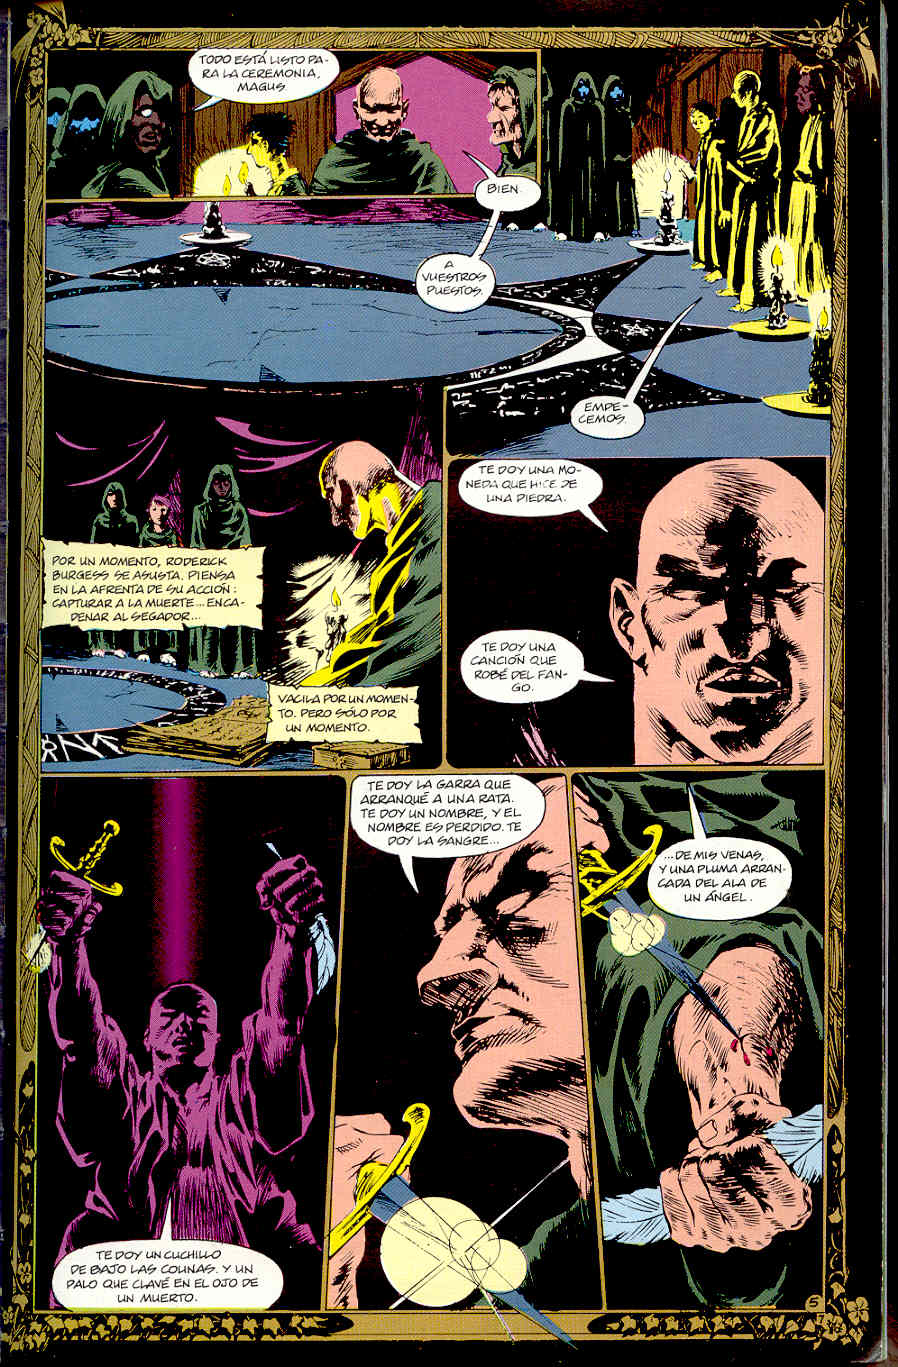 TODO ESTÁ LISTO PA-
RA LA CEREMONIA,
MAGUS.
BIEN.
A
VUESTROS
PUESTOS.
EMPE-
CEMOS.
POR UN MOMENTO, RODERICK
BURGESS SE ASUSTA. PIENSA
EN LA AFRENTA DE SU ACCIÓN:
CAPTURAR A LA MUERTE... ENCA-
DENAR AL SEGADOR...
VACILA POR UN MOMEN-
TO. PERO SÓLO POR
UN MOMENTO.
TE DOY UNA MO-
NEDA QUE HICE DE
UNA PIEDRA.
TE DOY UNA
CANCIÓN QUE
ROBÉ DEL FAN-
GO.
TE DOY UN CUCHILLO
DE BAJO LAS COLINAS. Y UN
PALO QUE CLAVÉ EN EL OJO DE
UN MUERTO.
TE DOY LA GARRA QUE
ARRANQUÉ A UNA RATA.
TE DOY UN NOMBRE, Y EL
NOMBRE ES PERDIDO. TE
DOY LA SANGRE...
...DE MIS VENAS,
Y UNA PLUMA ARRAN-
CADA DEL ALA DE
UN ÁNGEL.
5